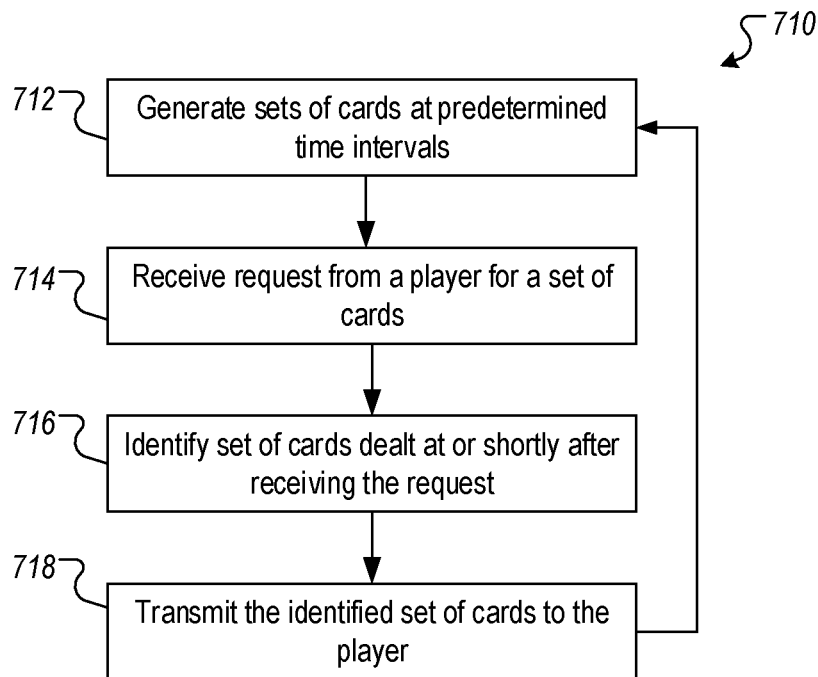 710
712
Generate sets of cards at predetermined
time intervals
714
Receive request from a player for a set of
cards
716
Identify set of cards dealt at or shortly after
receiving the request
718
Transmit the identified set of cards to the
player